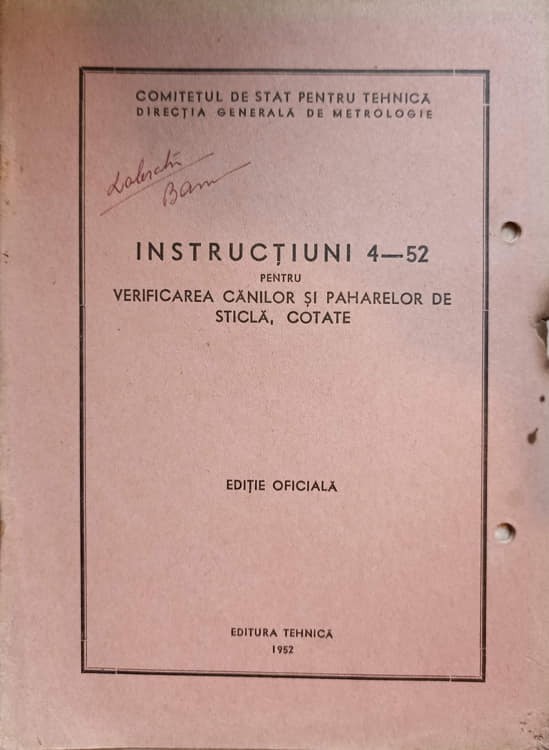 COMITETUL DE STAT PENTRU TEHNICĂ
DIRECȚIA GENERALĂ DE METROLOGIE
INSTRUCȚIUNI 4—52
PENTRU
VERIFICAREA CĂNILOR ȘI PAHARELOR DE
STICLĂ, COTATE
EDIȚIE OFICIALĂ
EDITURA TEHNICĂ
1952